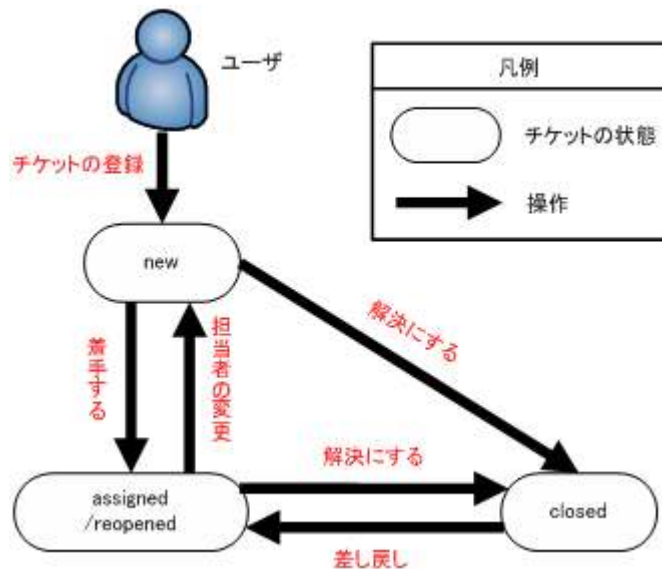 ユーザ
凡例
チケットの状態
操作
チケットの登録
new
解決にする
着手する
担当者の変更
解決にする
assigned
/reopened
closed
差し戻し